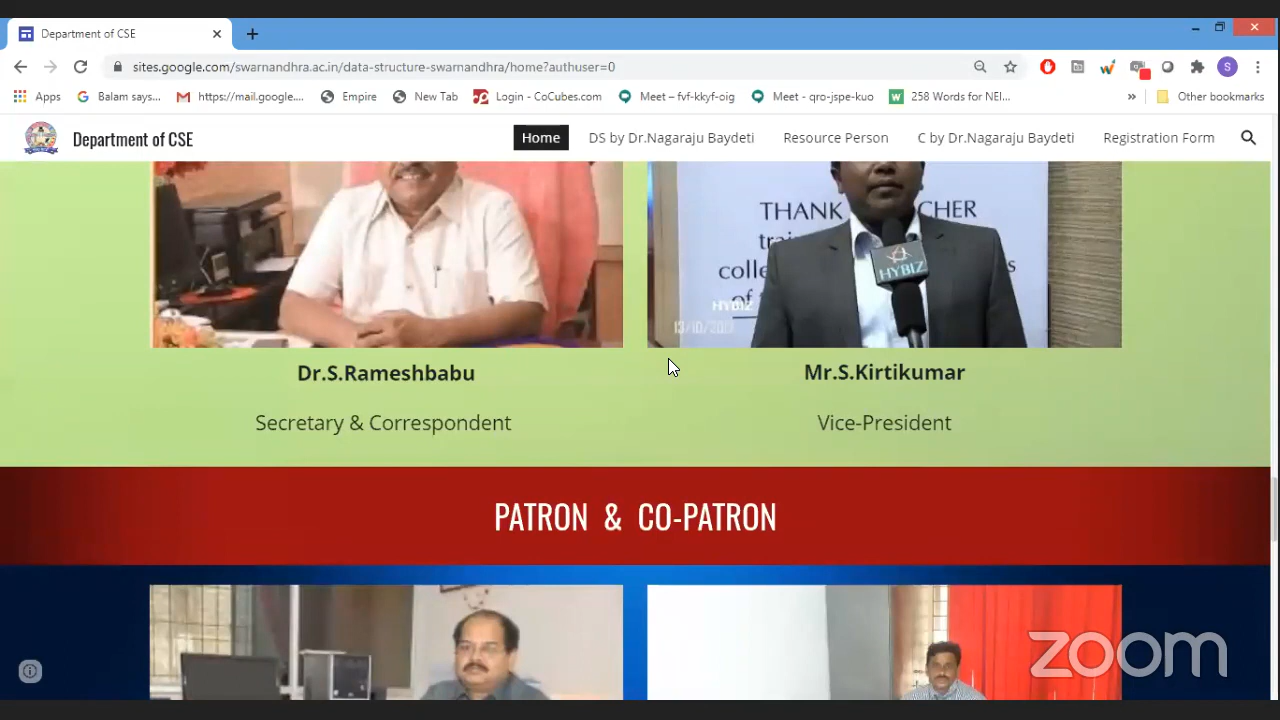 Department of CSE
sites.google.com/swarnandhra.ac.in/data-structure-swarnandhra/home?authuser=0
S
Apps
Balam says...
https://mail.google....
Empire
New Tab
Login - CoCubes.com
Meet – fvf-kkyf-oig
Meet - qro-jspe-kuo
258 Words for NEI...
»
Other bookmarks
Department of CSE
Home
DS by Dr.Nagaraju Baydeti
Resource Person
C by Dr.Nagaraju Baydeti
Registration Form
THANK CHER
HYBIZ
HYBIZ
Dr.S.Rameshbabu
Mr.S.Kirtikumar
Secretary & Correspondent
Vice-President
PATRON & CO-PATRON
zoom